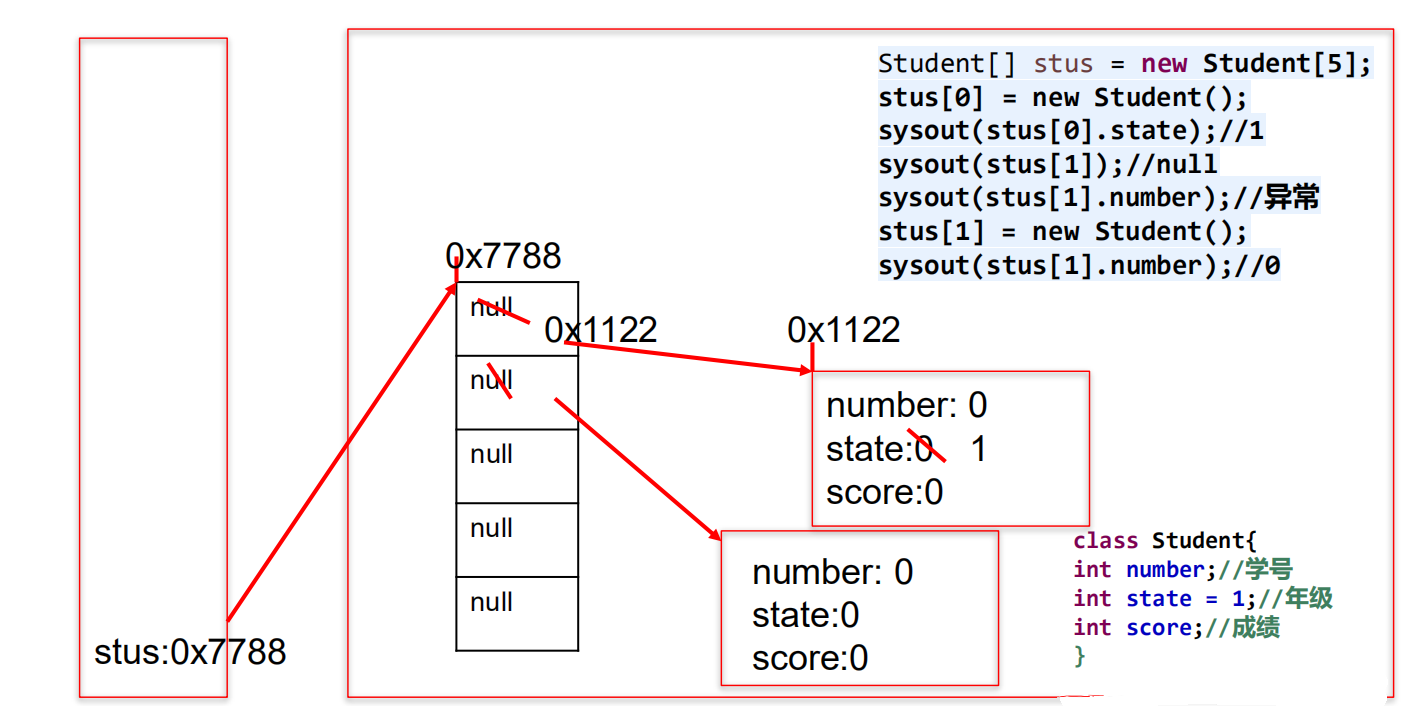 Student[] stus = new Student[5];
stus[0] = new Student();
sysout(stus[0].state);//1
sysout(stus[1]);//null
sysout(stus[1].number);//异常
stus[1] = new Student();
sysout(stus[1].number);//0
0x7788
null
0x1122
0x1122
null
number: 0
state:0 1
score:0
null
null
null
number: 0
state:0
score:0
class Student{
int number;//学号
int state = 1;//年级
int score;//成绩
}
stus:0x7788